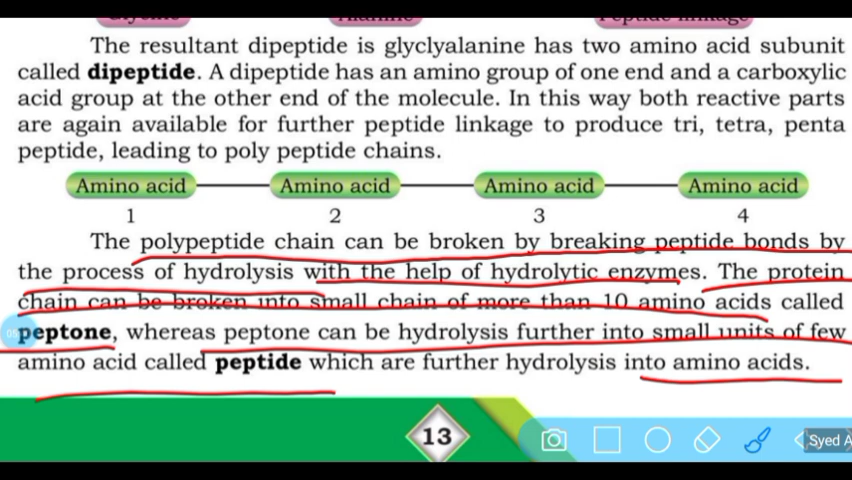 Glycine Alanine Peptide linkage
The resultant dipeptide is glyclyalanine has two amino acid subunit
called dipeptide. A dipeptide has an amino group of one end and a carboxylic
acid group at the other end of the molecule. In this way both reactive parts
are again available for further peptide linkage to produce tri, tetra, penta
peptide, leading to poly peptide chains.
Amino acid Amino acid Amino acid Amino acid
1 2 3 4
The polypeptide chain can be broken by breaking peptide bonds by
the process of hydrolysis with the help of hydrolytic enzymes. The protein
chain can be broken into small chain of more than 10 amino acids called
peptone, whereas peptone can be hydrolysis further into small units of few
amino acid called peptide which are further hydrolysis into amino acids.
13
Syed A